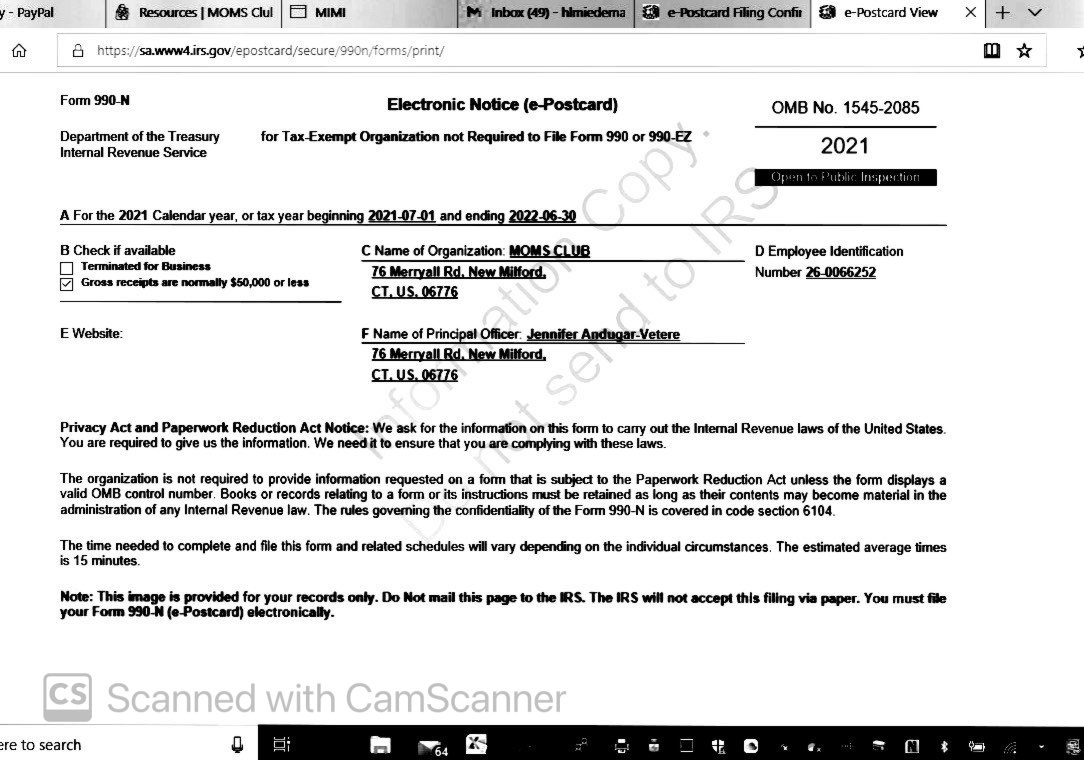 y - PayPal
Resources | MOMS Clul
MIMI
Inbox (49) - hlmiedema
e-Postcard Filing Confir
e-Postcard View
https://sa.www4.irs.gov/epostcard/secure/990n/forms/print/
Form 990-N
Electronic Notice (e-Postcard)
OMB No. 1545-2085
Department of the Treasury
Internal Revenue Service
for Tax-Exempt Organization not Required to File Form 990 or 990-EZ
2021
Open to Public Inspection
A For the 2021 Calendar year, or tax year beginning 2021-07-01 and ending 2022-06-30
B Check if available
Terminated for Business
Gross receipts are normally $50,000 or less
C Name of Organization: MOMS CLUB
76 Merryall Rd, New Milford,
CT, US, 06776
D Employee Identification
Number 26-0066252
E Website:
F Name of Principal Officer: Jennifer Andugar-Vetere
76 Merryall Rd, New Milford,
CT, US, 06776
Information Copy.
Do not send to IRS
Privacy Act and Paperwork Reduction Act Notice: We ask for the information on this form to carry out the Internal Revenue laws of the United States.
You are required to give us the information. We need it to ensure that you are complying with these laws.
The organization is not required to provide information requested on a form that is subject to the Paperwork Reduction Act unless the form displays a
valid OMB control number. Books or records relating to a form or its instructions must be retained as long as their contents may become material in the
administration of any Internal Revenue law. The rules governing the confidentiality of the Form 990-N is covered in code section 6104.
The time needed to complete and file this form and related schedules will vary depending on the individual circumstances. The estimated average times
is 15 minutes.
Note: This image is provided for your records only. Do Not mail this page to the IRS. The IRS will not accept this filing via paper. You must file
your Form 990-N (e-Postcard) electronically.
CS Scanned with CamScanner
ere to search
64